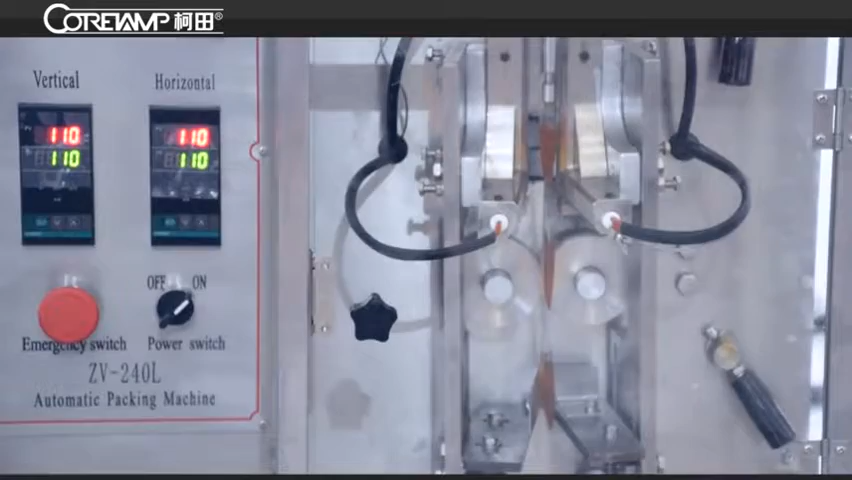 CORETAMP 柯田®
Vertical
Horizontal
110
110
110
110
OFF ON
Emergency switch
Power switch
ZV-240L
Automatic Packing Machine